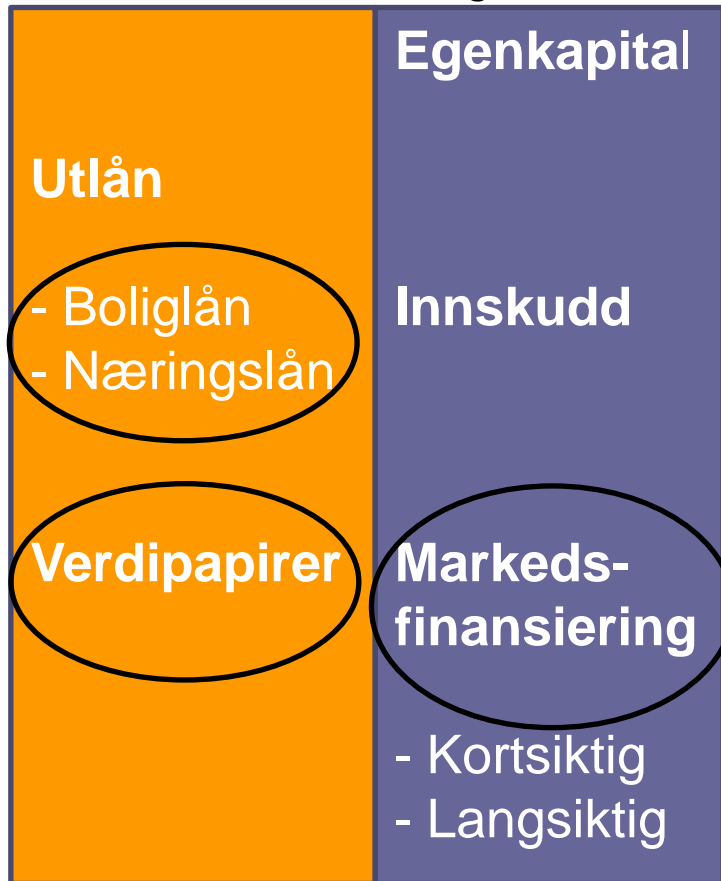 Utlån
- Boliglån
- Næringslån
Verdipapirer
Egenkapital
Innskudd
Markeds-
finansiering
- Kortsiktig
- Langsiktig